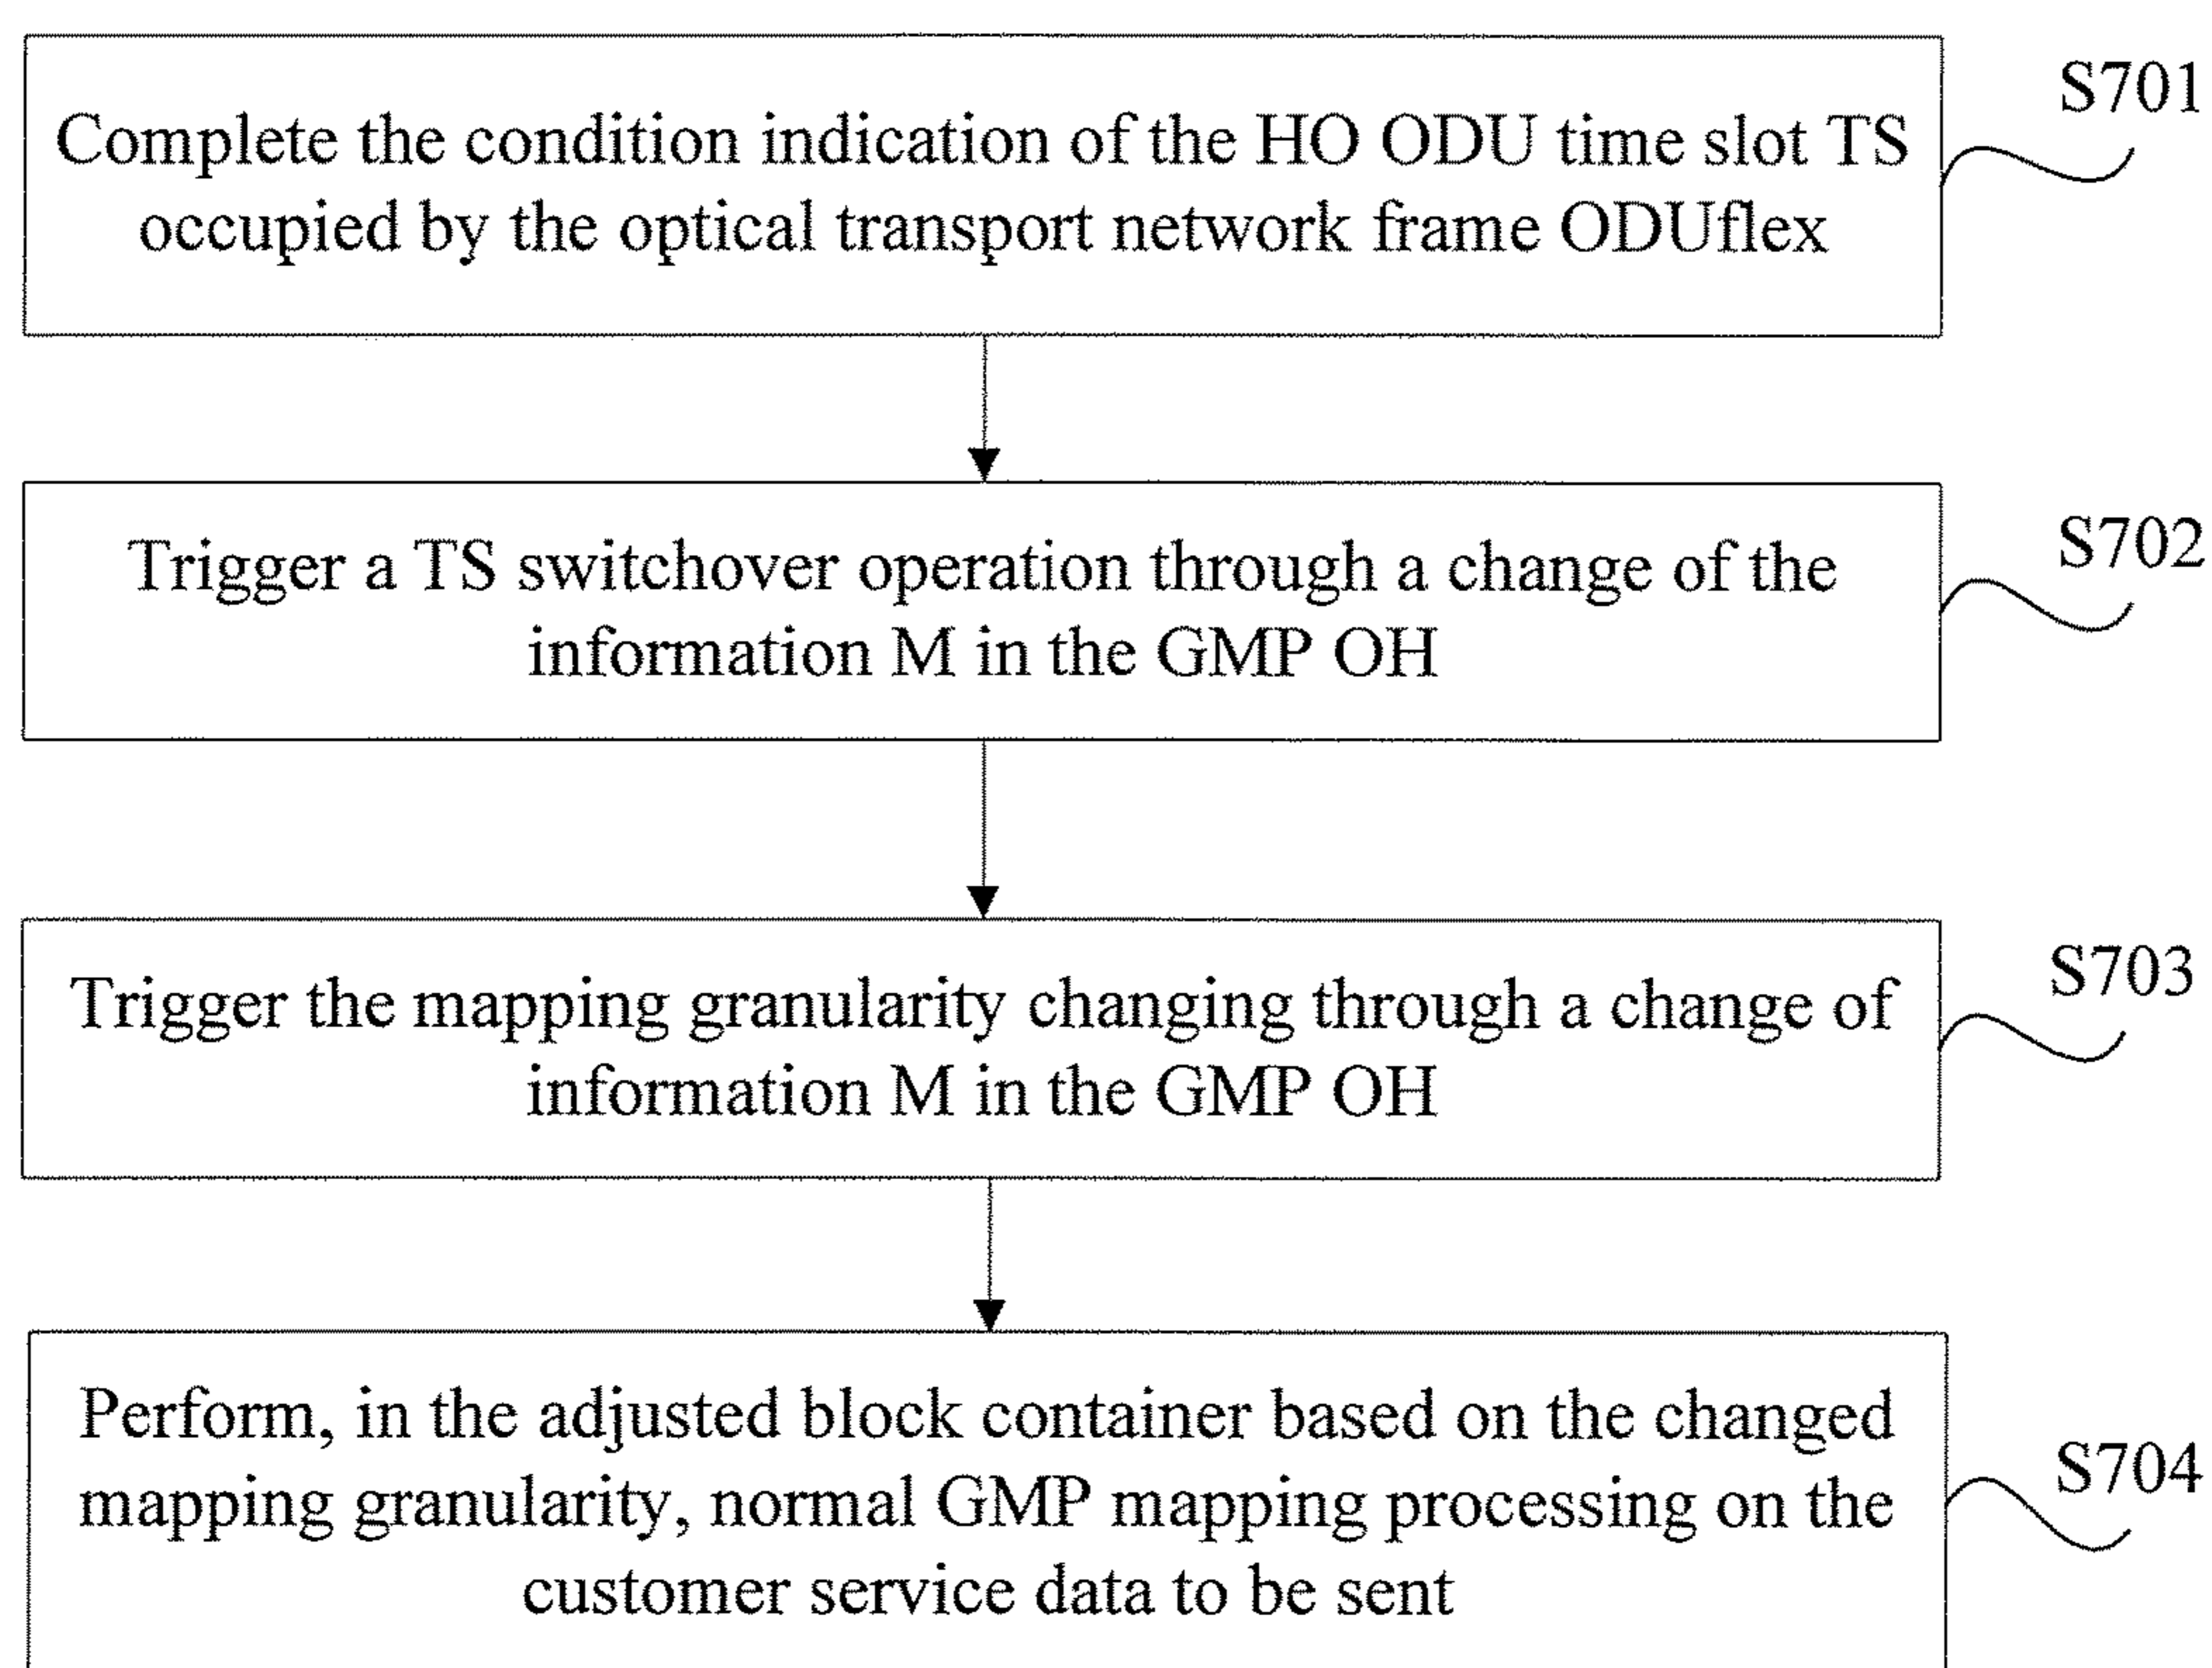 S701
Complete the condition indication of the HO ODU time slot TS
occupied by the optical transport network frame ODUflex
S702
Trigger a TS switchover operation through a change of the
information M in the GMP OH
S703
Trigger the mapping granularity changing through a change of
information M in the GMP OH
S704
Perform, in the adjusted block container based on the changed
mapping granularity, normal GMP mapping processing on the
customer service data to be sent